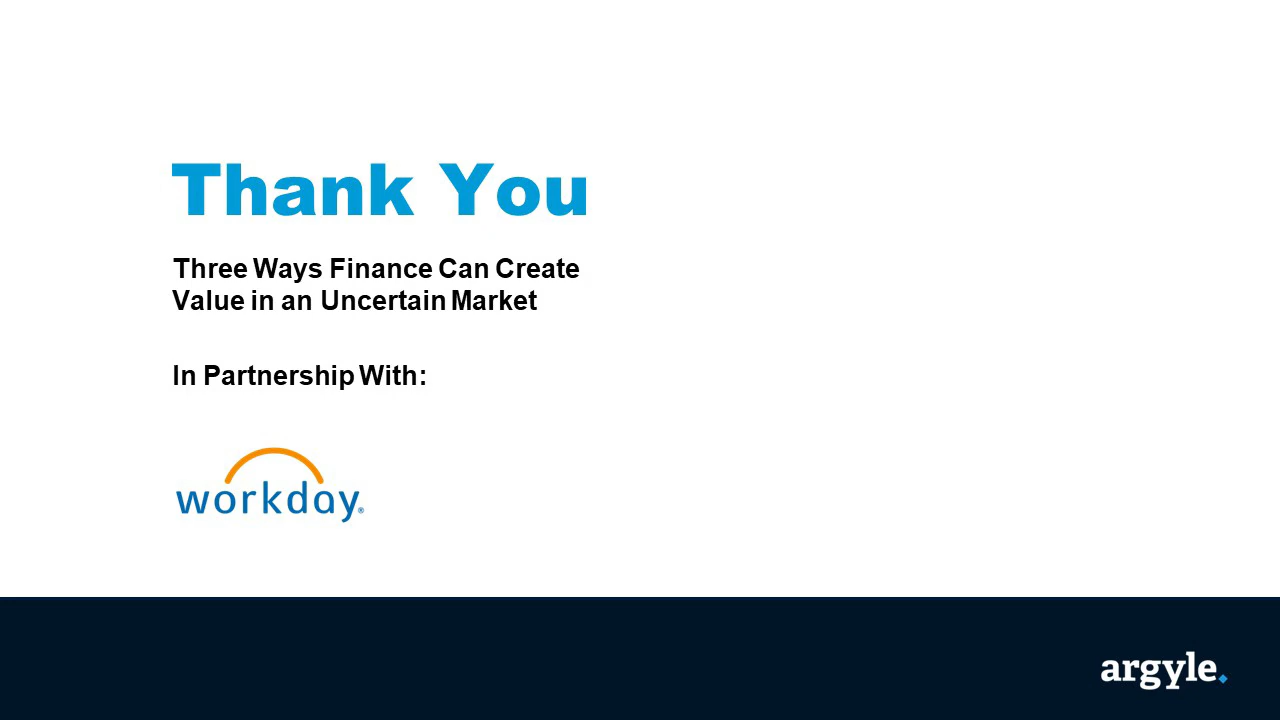 Thank You
Three Ways Finance Can Create
Value in an Uncertain Market
In Partnership With:
workday®
argyle.